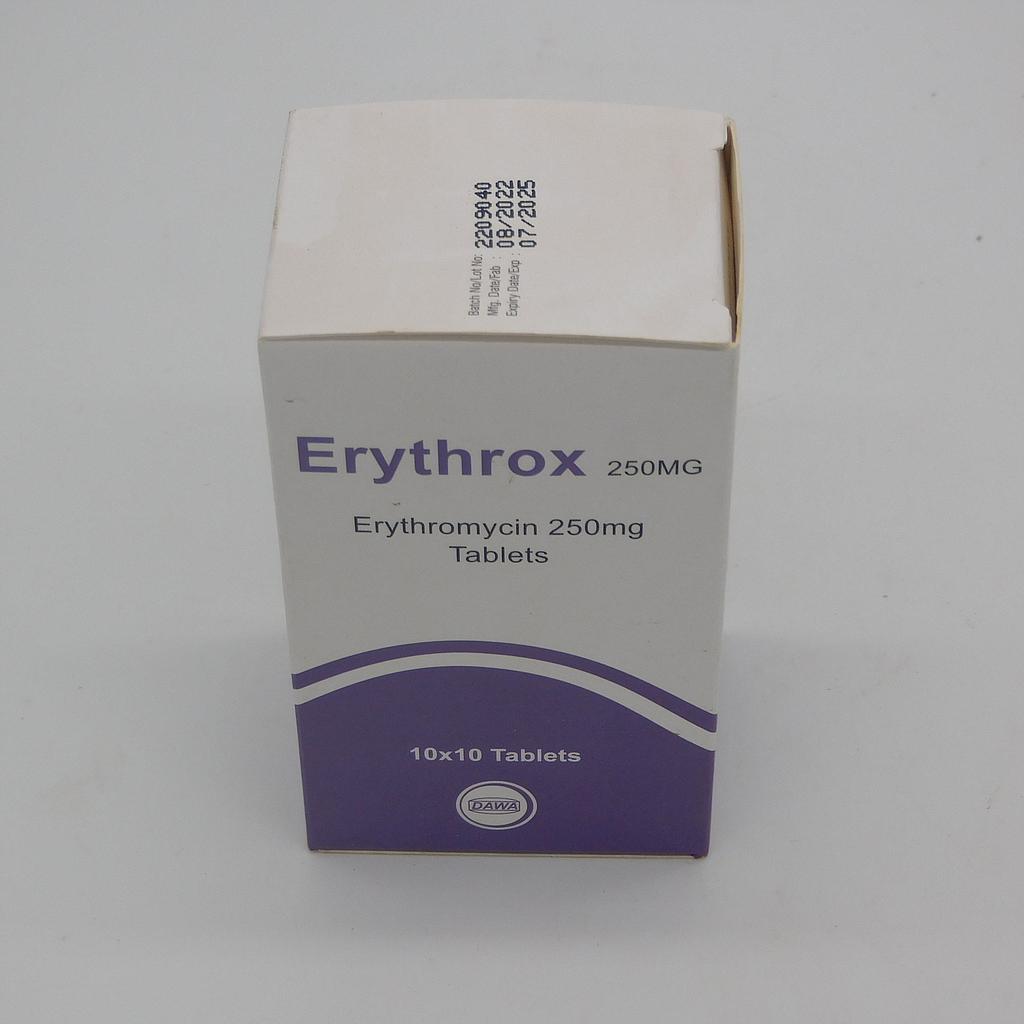 Batch No/Lot No: 2209040
Mfg. Date/Fab : 08/2022
Expiry Date/Exp : 07/2025
Erythrox 250MG
Erythromycin 250mg
Tablets
10x10 Tablets
DAWA